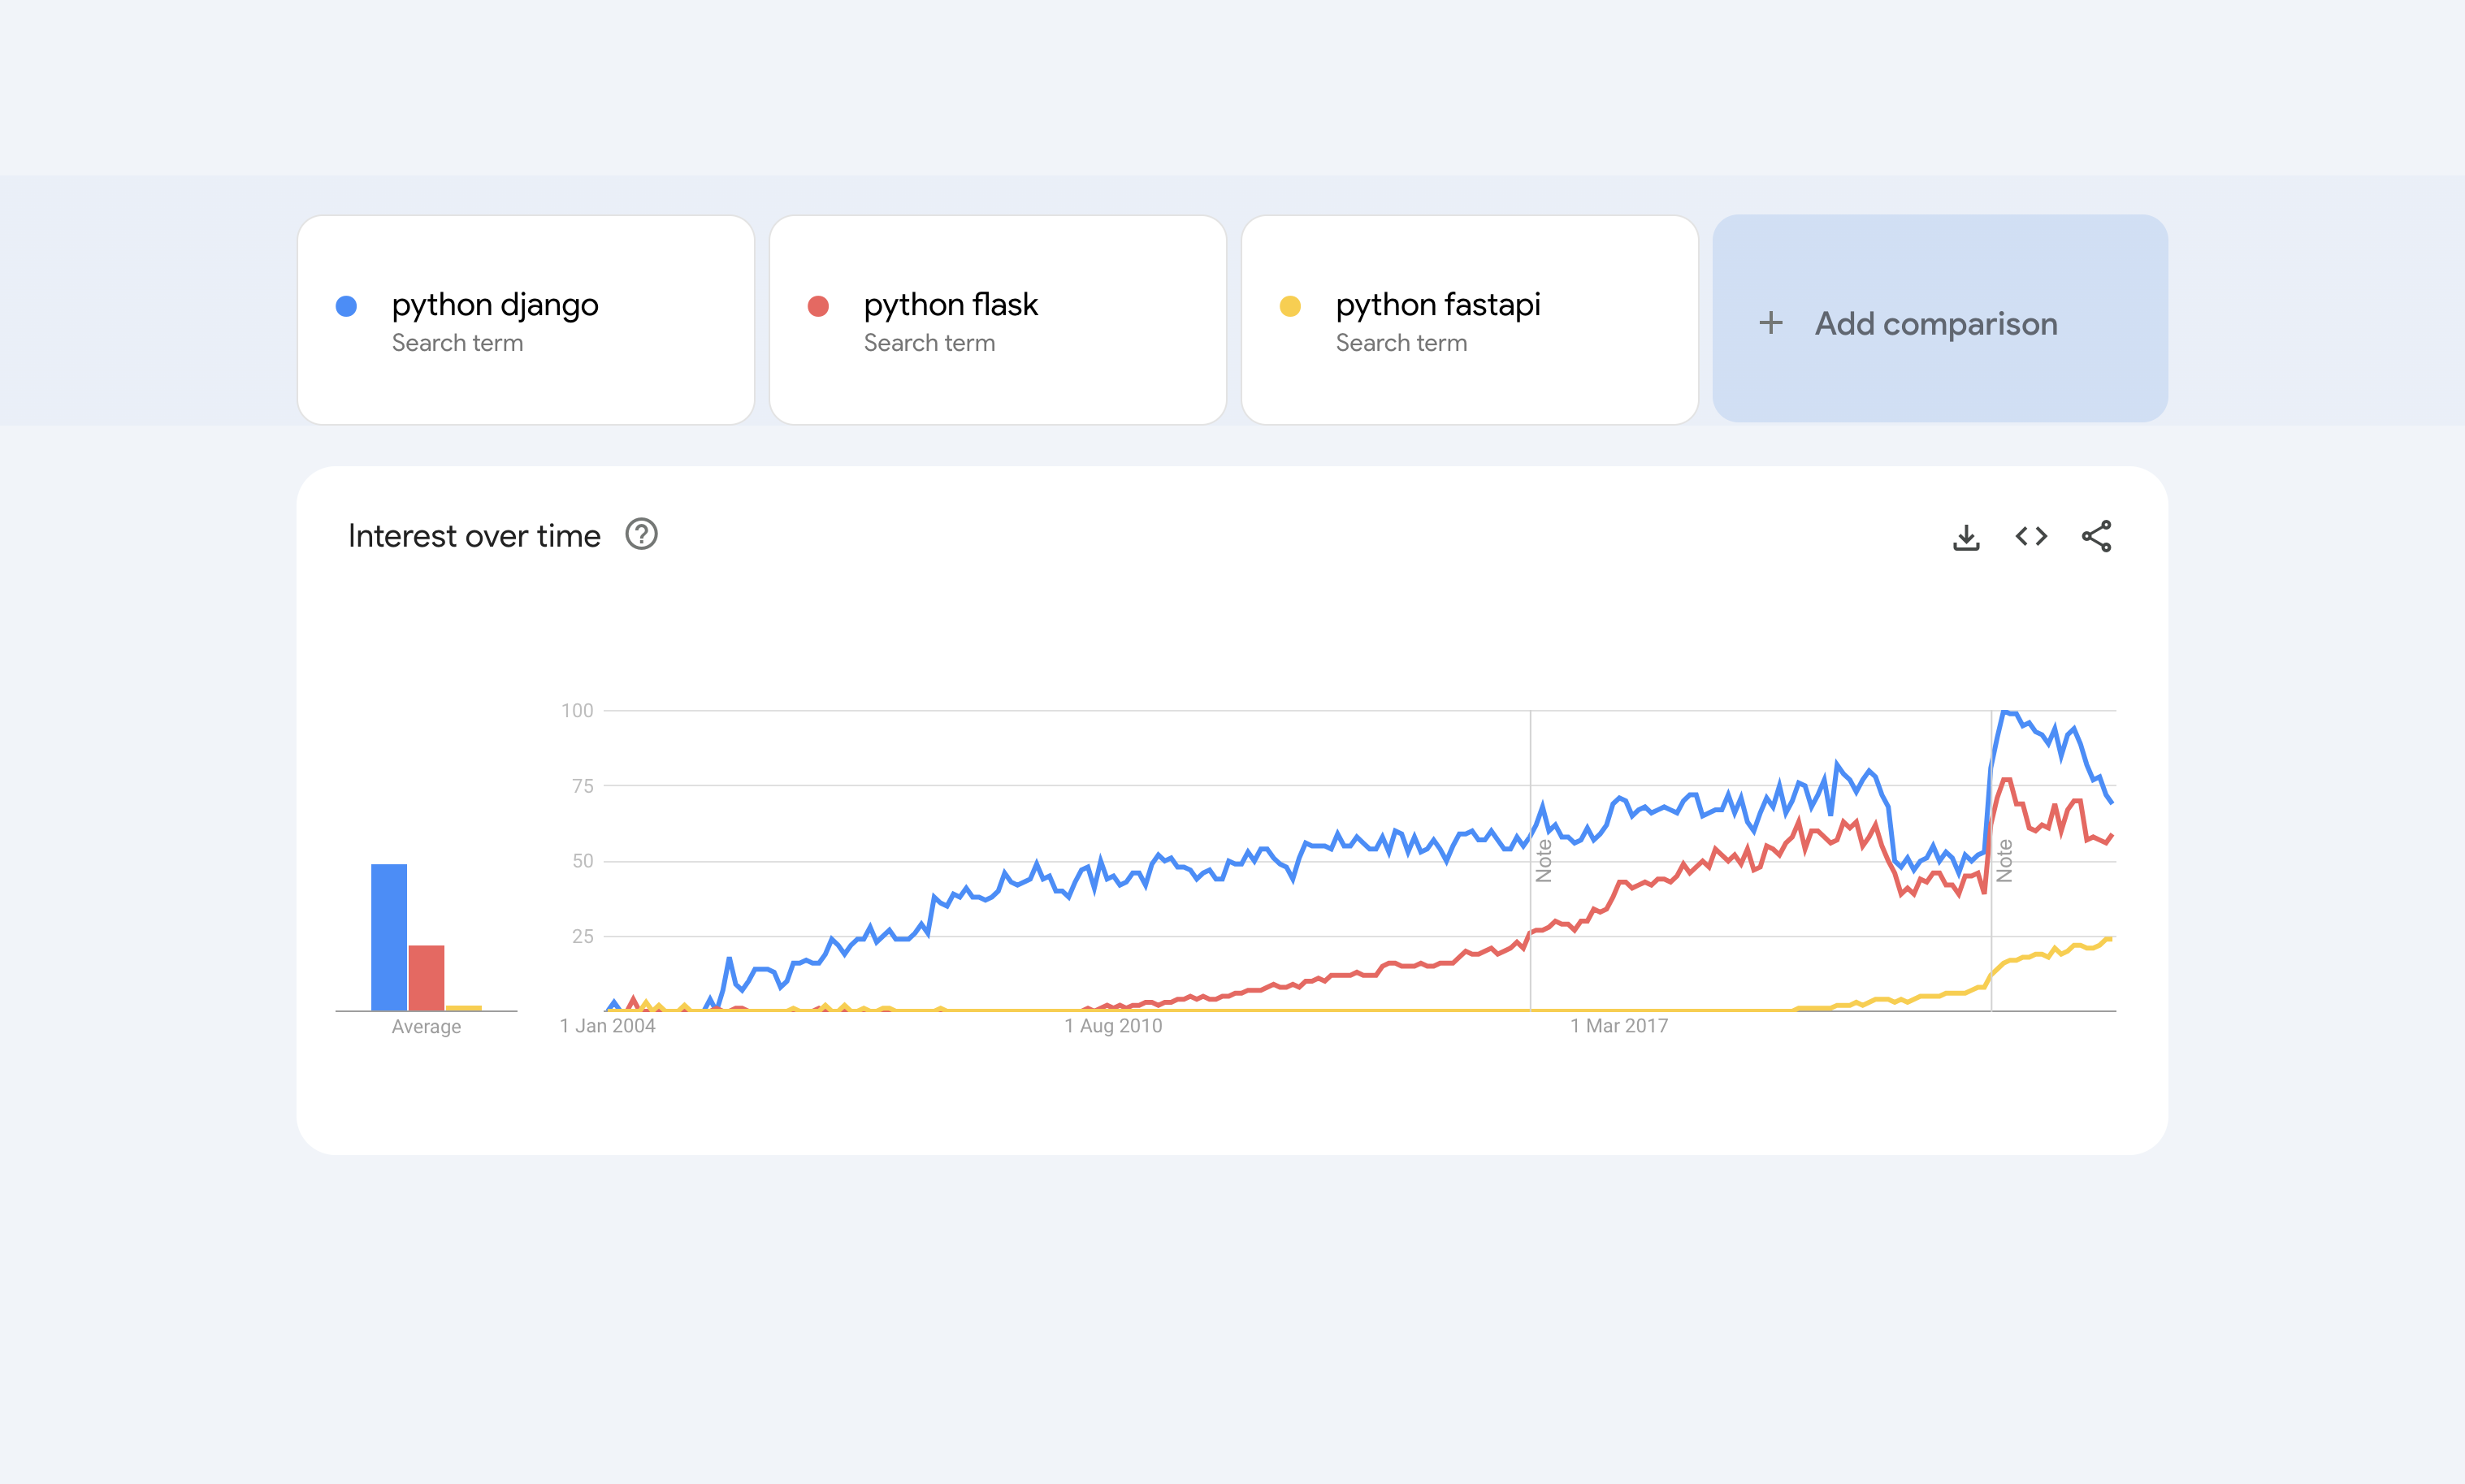 python django
Search term
python flask
Search term
python fastapi
Search term
+ Add comparison
Interest over time
100
75
50
25
Note
Note
Average
1 Jan 2004
1 Aug 2010
1 Mar 2017